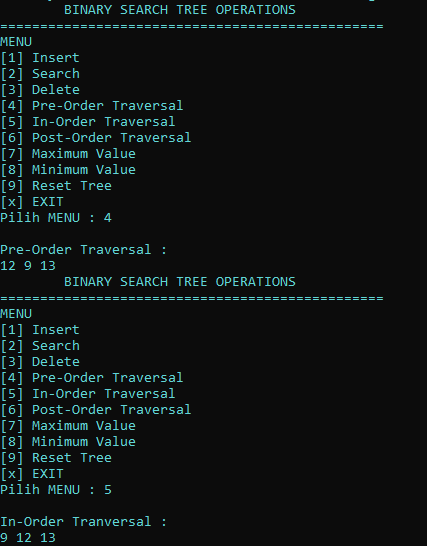 BINARY SEARCH TREE OPERATIONS
================================================
MENU
[1] Insert
[2] Search
[3] Delete
[4] Pre-Order Traversal
[5] In-Order Traversal
[6] Post-Order Traversal
[7] Maximum Value
[8] Minimum Value
[9] Reset Tree
[x] EXIT
Pilih MENU : 4
Pre-Order Traversal :
12 9 13
BINARY SEARCH TREE OPERATIONS
================================================
MENU
[1] Insert
[2] Search
[3] Delete
[4] Pre-Order Traversal
[5] In-Order Traversal
[6] Post-Order Traversal
[7] Maximum Value
[8] Minimum Value
[9] Reset Tree
[x] EXIT
Pilih MENU : 5
In-Order Tranversal :
9 12 13